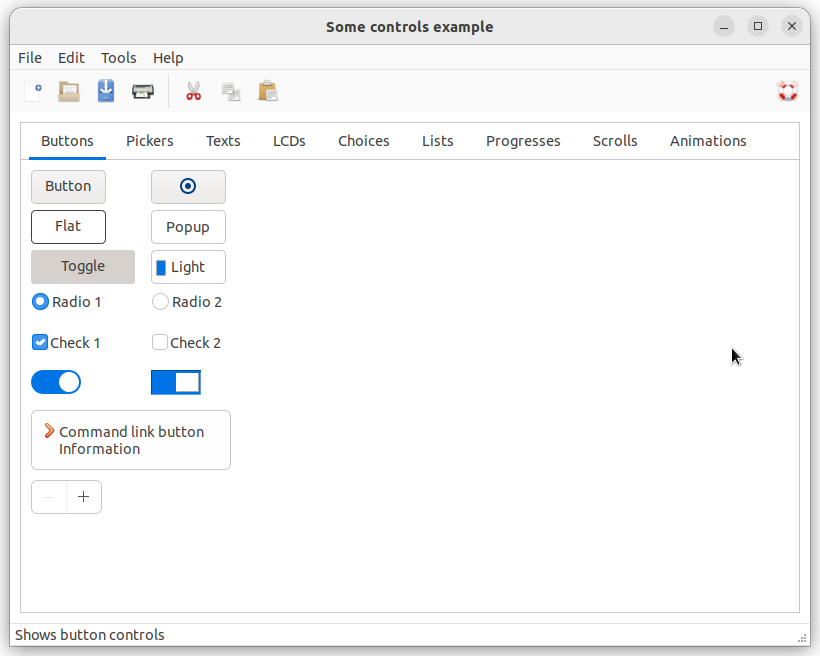 Some controls example
File Edit Tools Help
Buttons Pickers Texts LCDs Choices Lists Progresses Scrolls Animations
Button
Flat Popup
Toggle Light
Radio 1 Radio 2
Check 1 Check 2
Command link button
Information
− +
Shows button controls